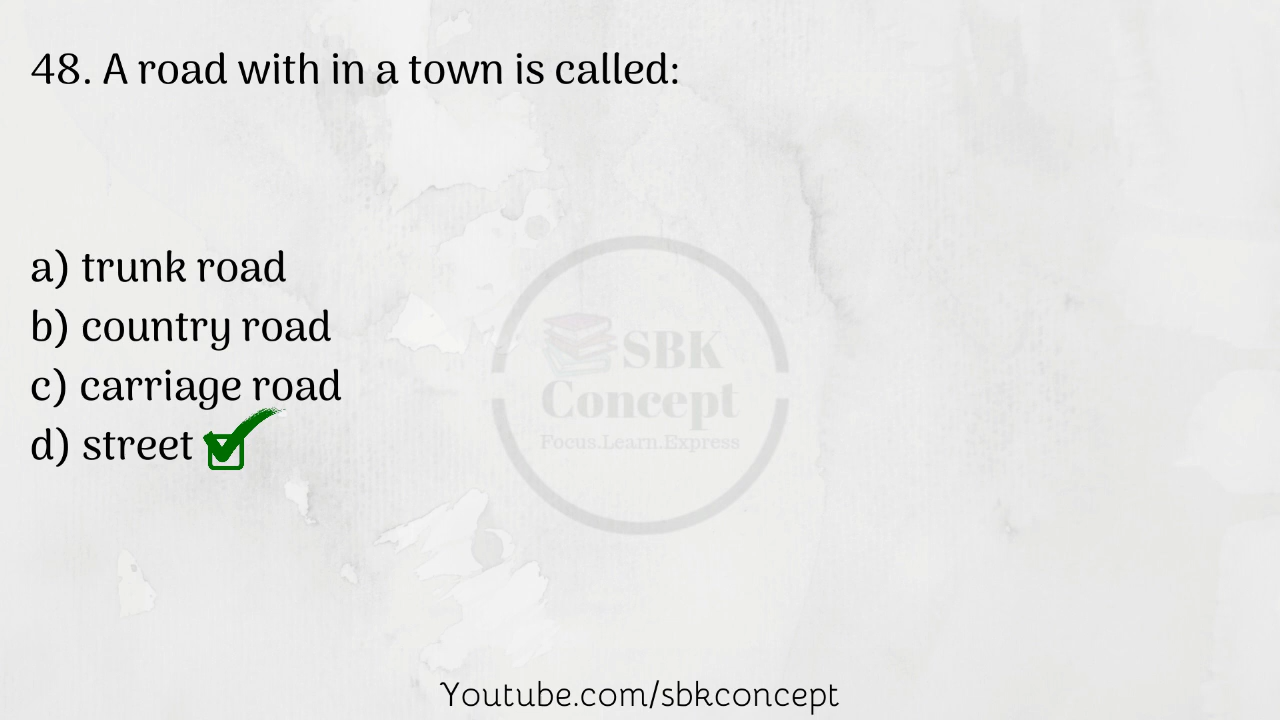 48. A road with in a town is called:
a) trunk road
b) country road
c) carriage road
d) street
SBK
Concept
Focus.Learn.Express
Youtube.com/sbkconcept